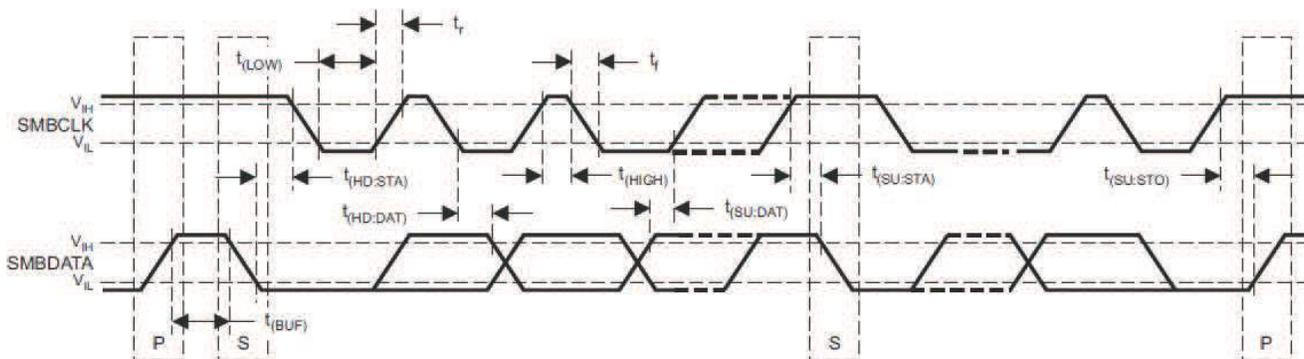 tr
t(LOW)
tf
VIH
SMBCLK
VIL
t(HD:STA)
t(HIGH)
t(SU:STA)
t(SU:STO)
t(HD:DAT)
t(SU:DAT)
VIH
SMBDATA
VIL
t(BUF)
P
S
S
P